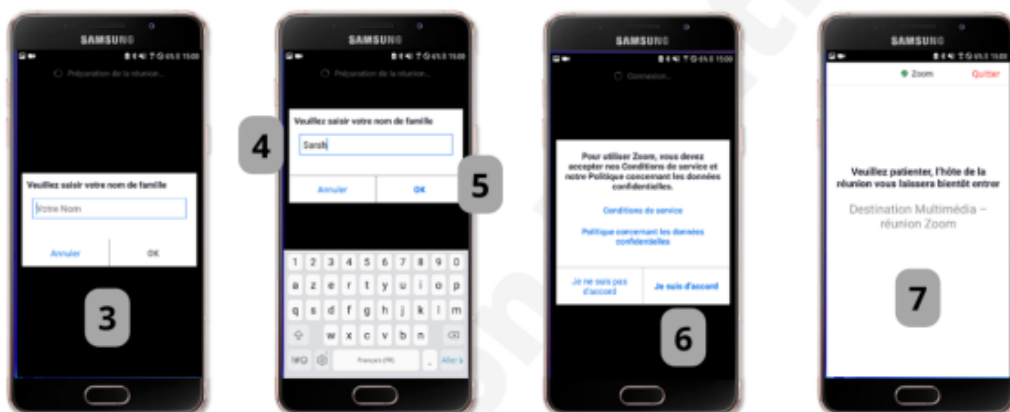 SAMSUNG
Préparation de la réunion...
Veuillez saisir votre nom de famille
Votre Nom
Annuler OK
3
SAMSUNG
Préparation de la réunion...
4
Veuillez saisir votre nom de famille
Sarah
Annuler OK
5
1 2 3 4 5 6 7 8 9 0
a z e r t y u i o p
q s d f g h j k l m
w x c v b n
!#☺ Français (FR) . Aller à
SAMSUNG
Connexion...
Pour utiliser Zoom, vous devez
accepter nos Conditions de service et
notre Politique concernant les données
confidentielles.
Conditions de service
Politique concernant les données
confidentielles
Je ne suis pas
d'accord
Je suis d'accord
6
SAMSUNG
Zoom Quitter
Veuillez patienter, l'hôte de la
réunion vous laissera bientôt entrer
Destination Multimédia –
réunion Zoom
7